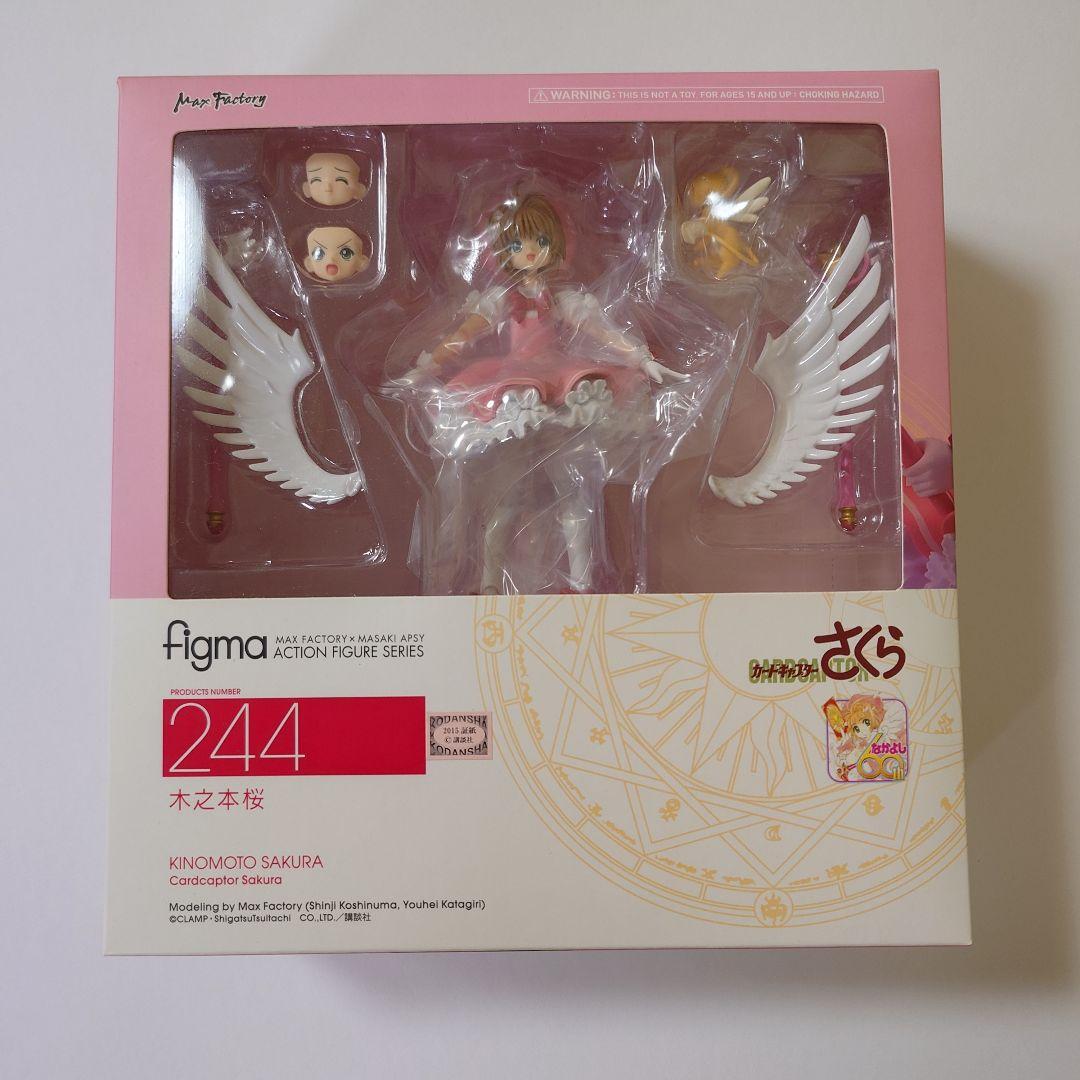 Max Factory
WARNING: THIS IS NOT A TOY. FOR AGES 15 AND UP : CHOKING HAZARD
figma
MAX FACTORY × MASAKI APSY
ACTION FIGURE SERIES
カードキャプター さくら
CARDCAPTOR
PRODUCTS NUMBER
244
KODANSHA
2015 証紙
© 講談社
KODANSHA
なかよし
60th
木之本桜
KINOMOTO SAKURA
Cardcaptor Sakura
Modeling by Max Factory (Shinji Koshinuma, Youhei Katagiri)
©CLAMP・ShigatsuTsuitachi CO.,LTD.／講談社